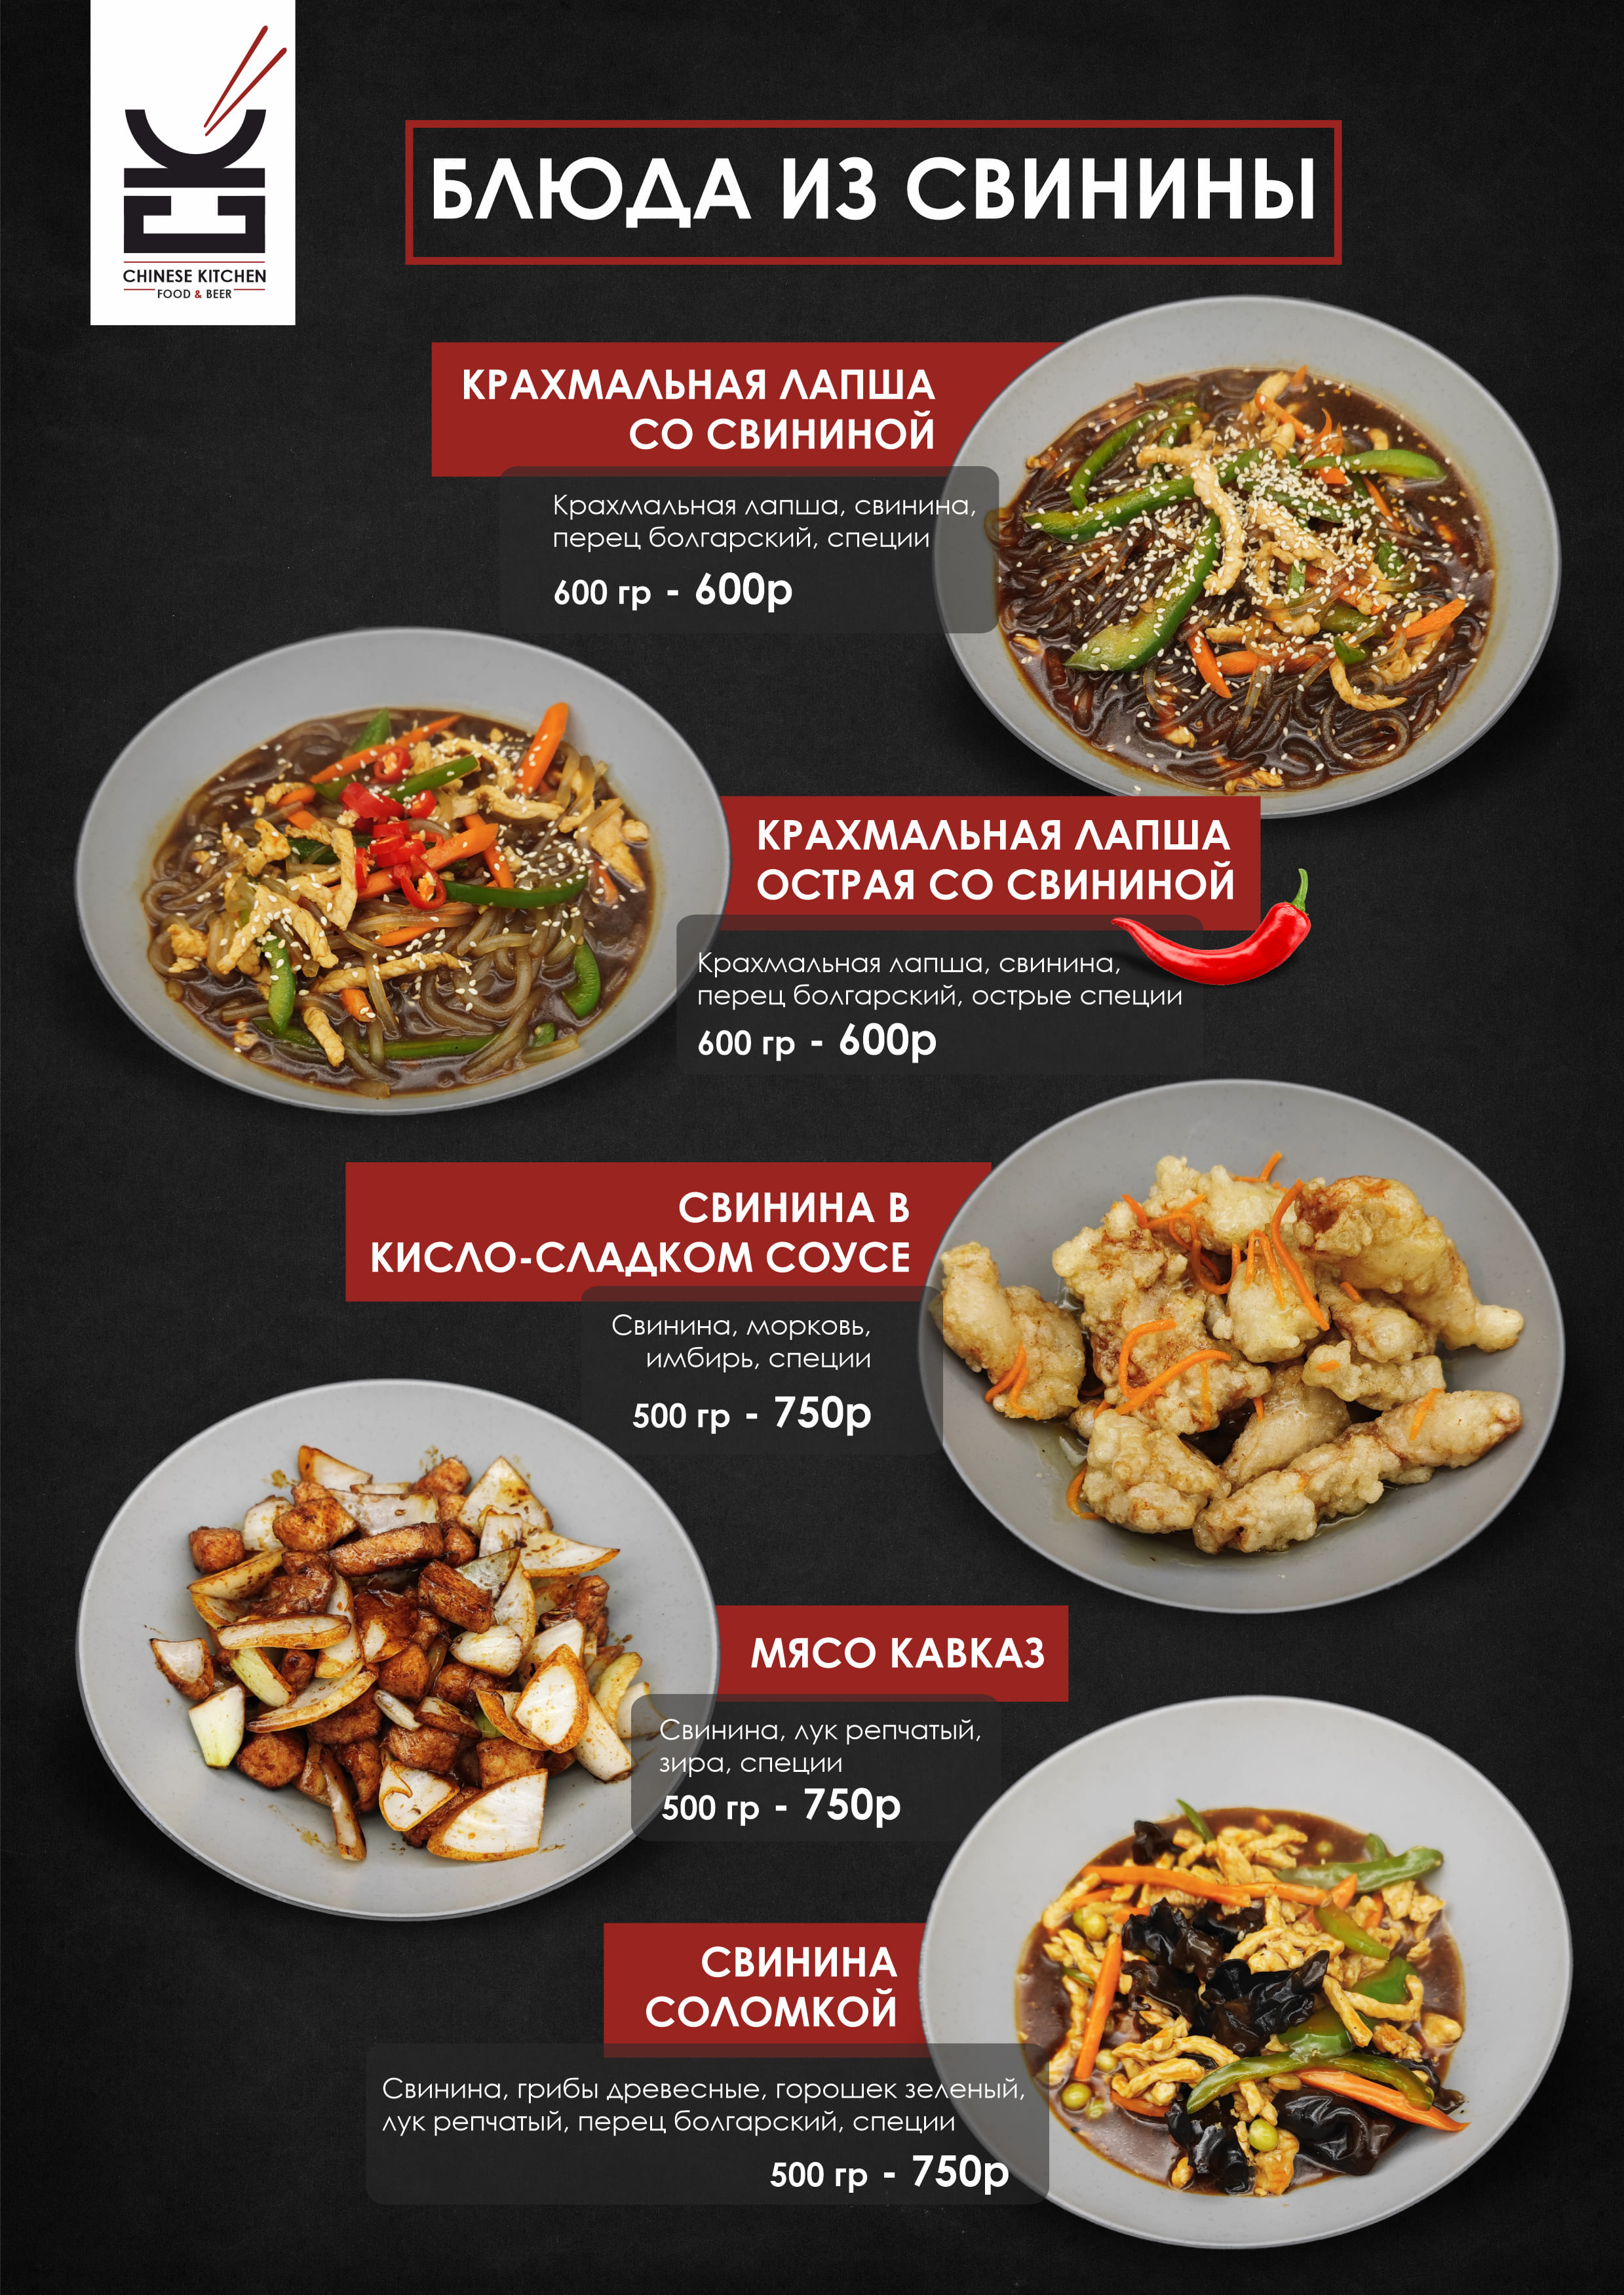 CHINESE KITCHEN
FOOD & BEER
БЛЮДА ИЗ СВИНИНЫ
КРАХМАЛЬНАЯ ЛАПША
СО СВИНИНОЙ
Крахмальная лапша, свинина,
перец болгарский, специи
600 гр - 600р
КРАХМАЛЬНАЯ ЛАПША
ОСТРАЯ СО СВИНИНОЙ
Крахмальная лапша, свинина,
перец болгарский, острые специи
600 гр - 600р
СВИНИНА В
КИСЛО-СЛАДКОМ СОУСЕ
Свинина, морковь,
имбирь, специи
500 гр - 750р
МЯСО КАВКАЗ
Свинина, лук репчатый,
зира, специи
500 гр - 750р
СВИНИНА
СОЛОМКОЙ
Свинина, грибы древесные, горошек зеленый,
лук репчатый, перец болгарский, специи
500 гр - 750р